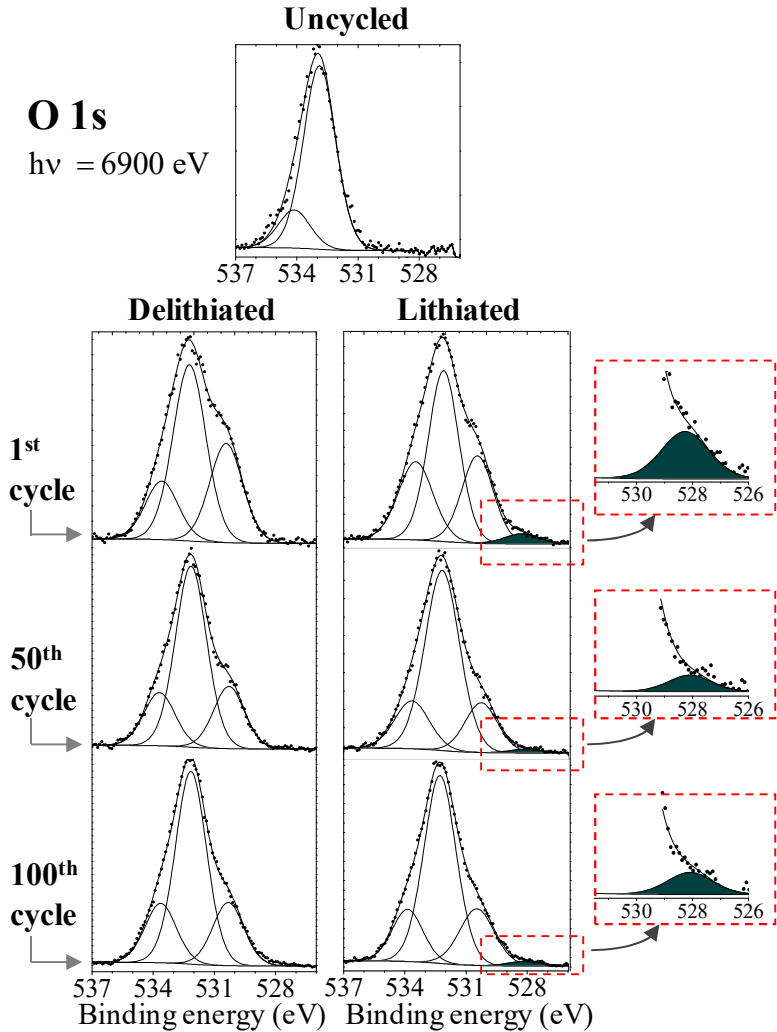 Uncycled
O 1s
hν = 6900 eV
537 534 531 528
Delithiated Lithiated
1st
cycle
530 528 526
50th
cycle
530 528 526
100th
cycle
530 528 526
537 534 531 528 537 534 531 528
Binding energy (eV) Binding energy (eV)